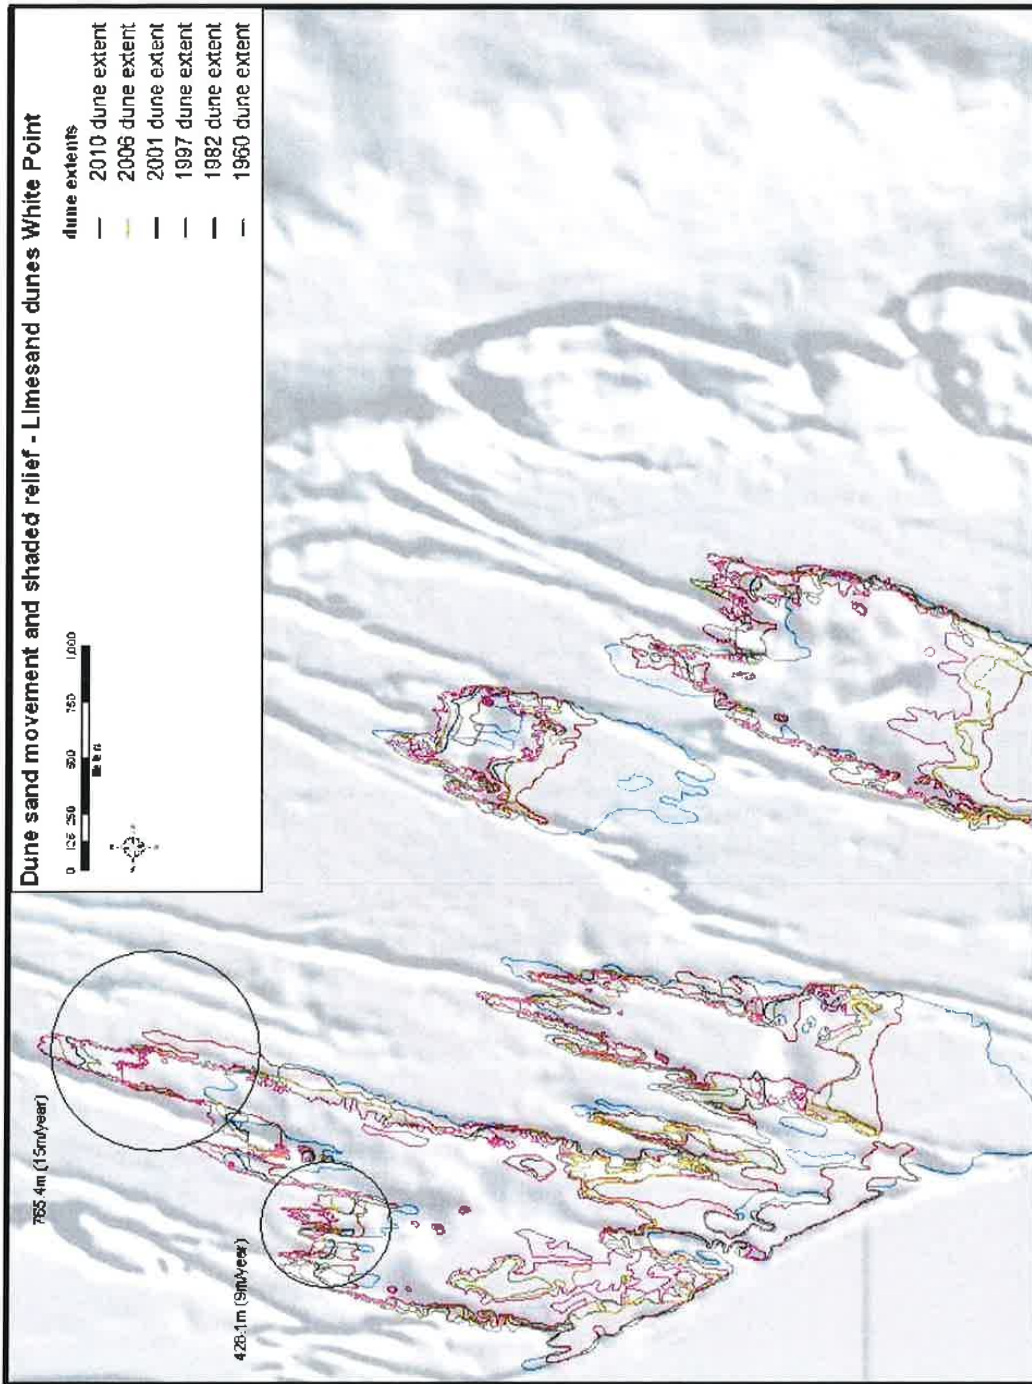 Dune sand movement and shaded relief - Limesand dunes White Point
0 125 250 500 750 1,000
dune extents
2010 dune extent
2006 dune extent
2001 dune extent
1997 dune extent
1982 dune extent
1960 dune extent
765.4m (15m/year)
428.1m (9m/year)